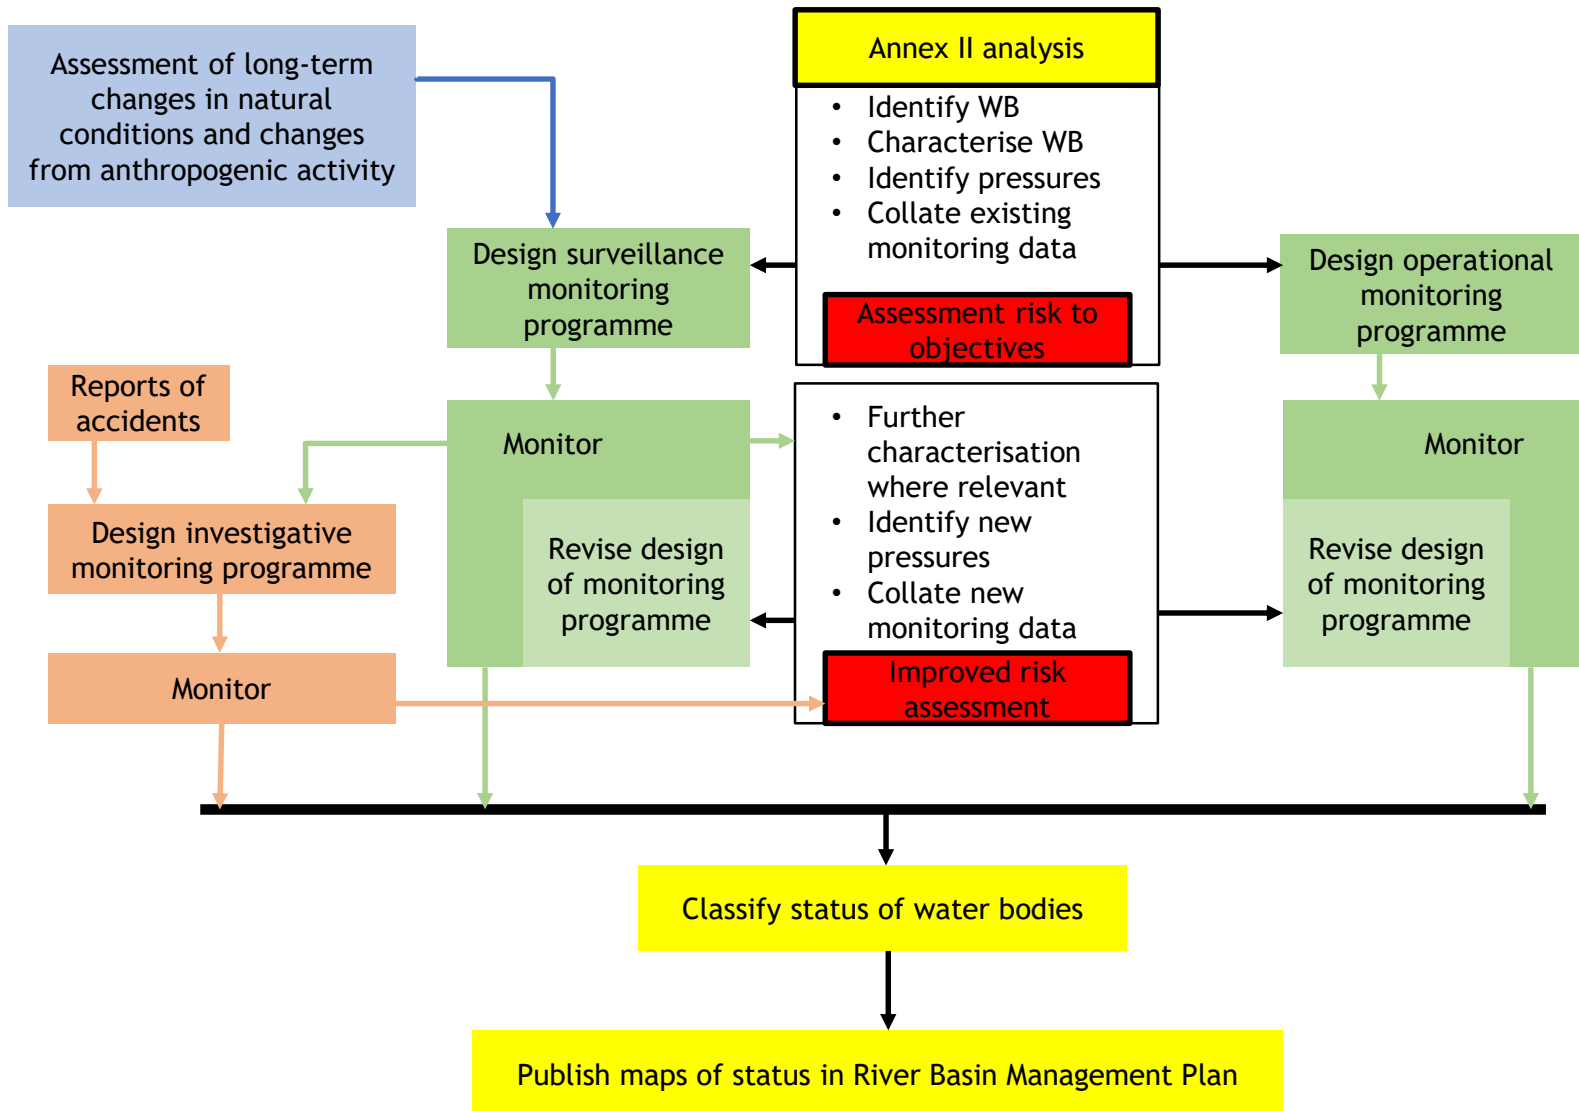 Assessment of long-term
changes in natural
conditions and changes
from anthropogenic activity
Annex II analysis
• Identify WB
• Characterise WB
• Identify pressures
• Collate existing
monitoring data
Assessment risk to
objectives
Design surveillance
monitoring
programme
Design operational
monitoring
programme
Reports of
accidents
Monitor
• Further
characterisation
where relevant
• Identify new
pressures
• Collate new
monitoring data
Improved risk
assessment
Monitor
Design investigative
monitoring programme
Revise design
of monitoring
programme
Revise design
of monitoring
programme
Monitor
Classify status of water bodies
Publish maps of status in River Basin Management Plan